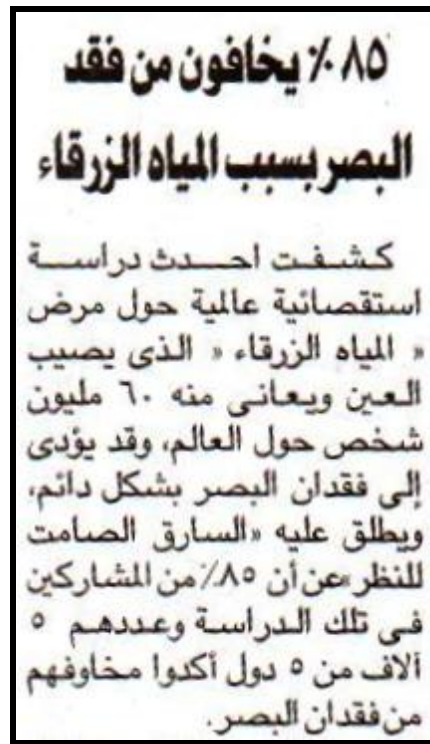 ٨٥٪ يخافون من فقد
البصر بسبب المياه الزرقاء
كشفت احدث دراسة
استقصائية عالمية حول مرض
« المياه الزرقاء « الذى يصيب
العين ويعانى منه ٦٠ مليون
شخص حول العالم، وقد يؤدى
إلى فقدان البصر بشكل دائم،
ويطلق عليه «السارق الصامت
للنظر »عن أن ٨٥٪ من المشاركين
فى تلك الدراسة وعددهم ٥
آلاف من ٥ دول أكدوا مخاوفهم
من فقدان البصر.